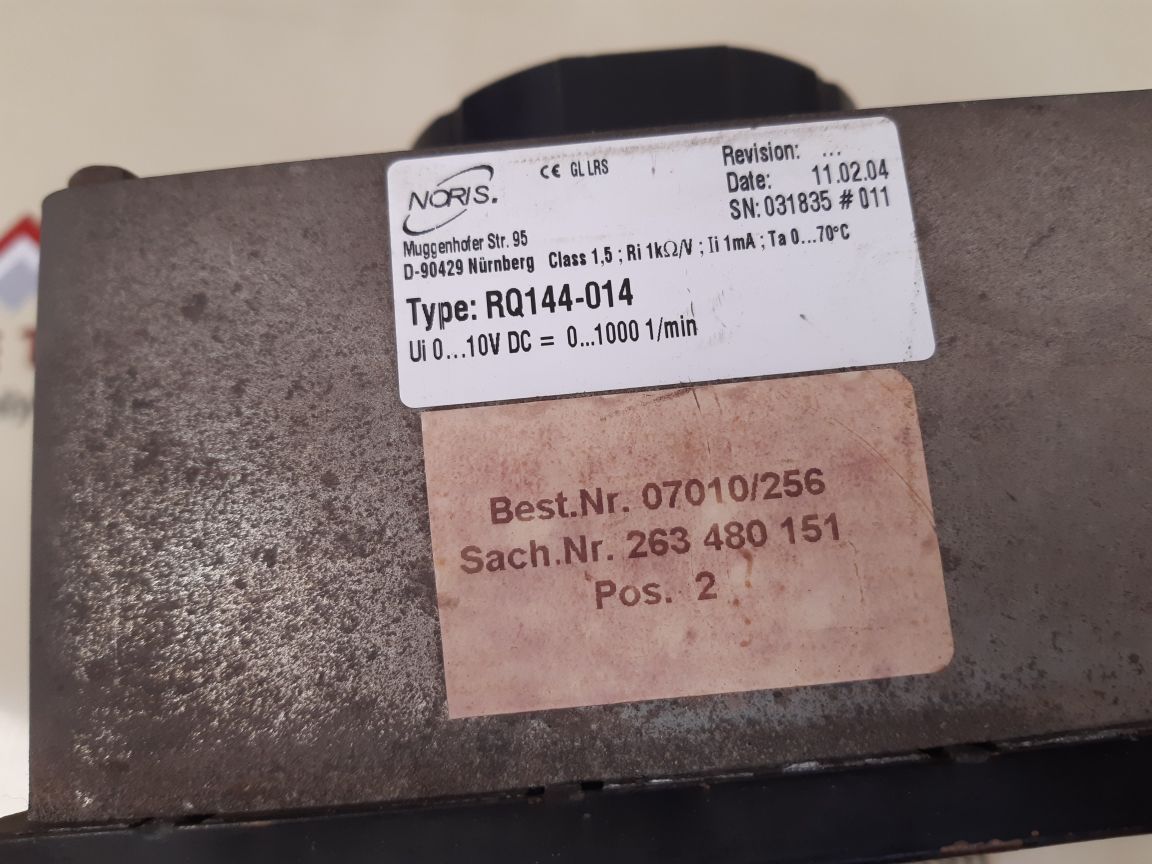 NORIS.
CE GL LRS
Revision: ...
Date: 11.02.04
SN: 031835 # 011
Muggenhofer Str. 95
D-90429 Nürnberg Class 1,5 ; Ri 1kΩ/V ; Ii 1mA ; Ta 0...70°C
Type: RQ144-014
Ui 0...10V DC = 0...1000 1/min
Best.Nr. 07010/256
Sach.Nr. 263 480 151
Pos. 2